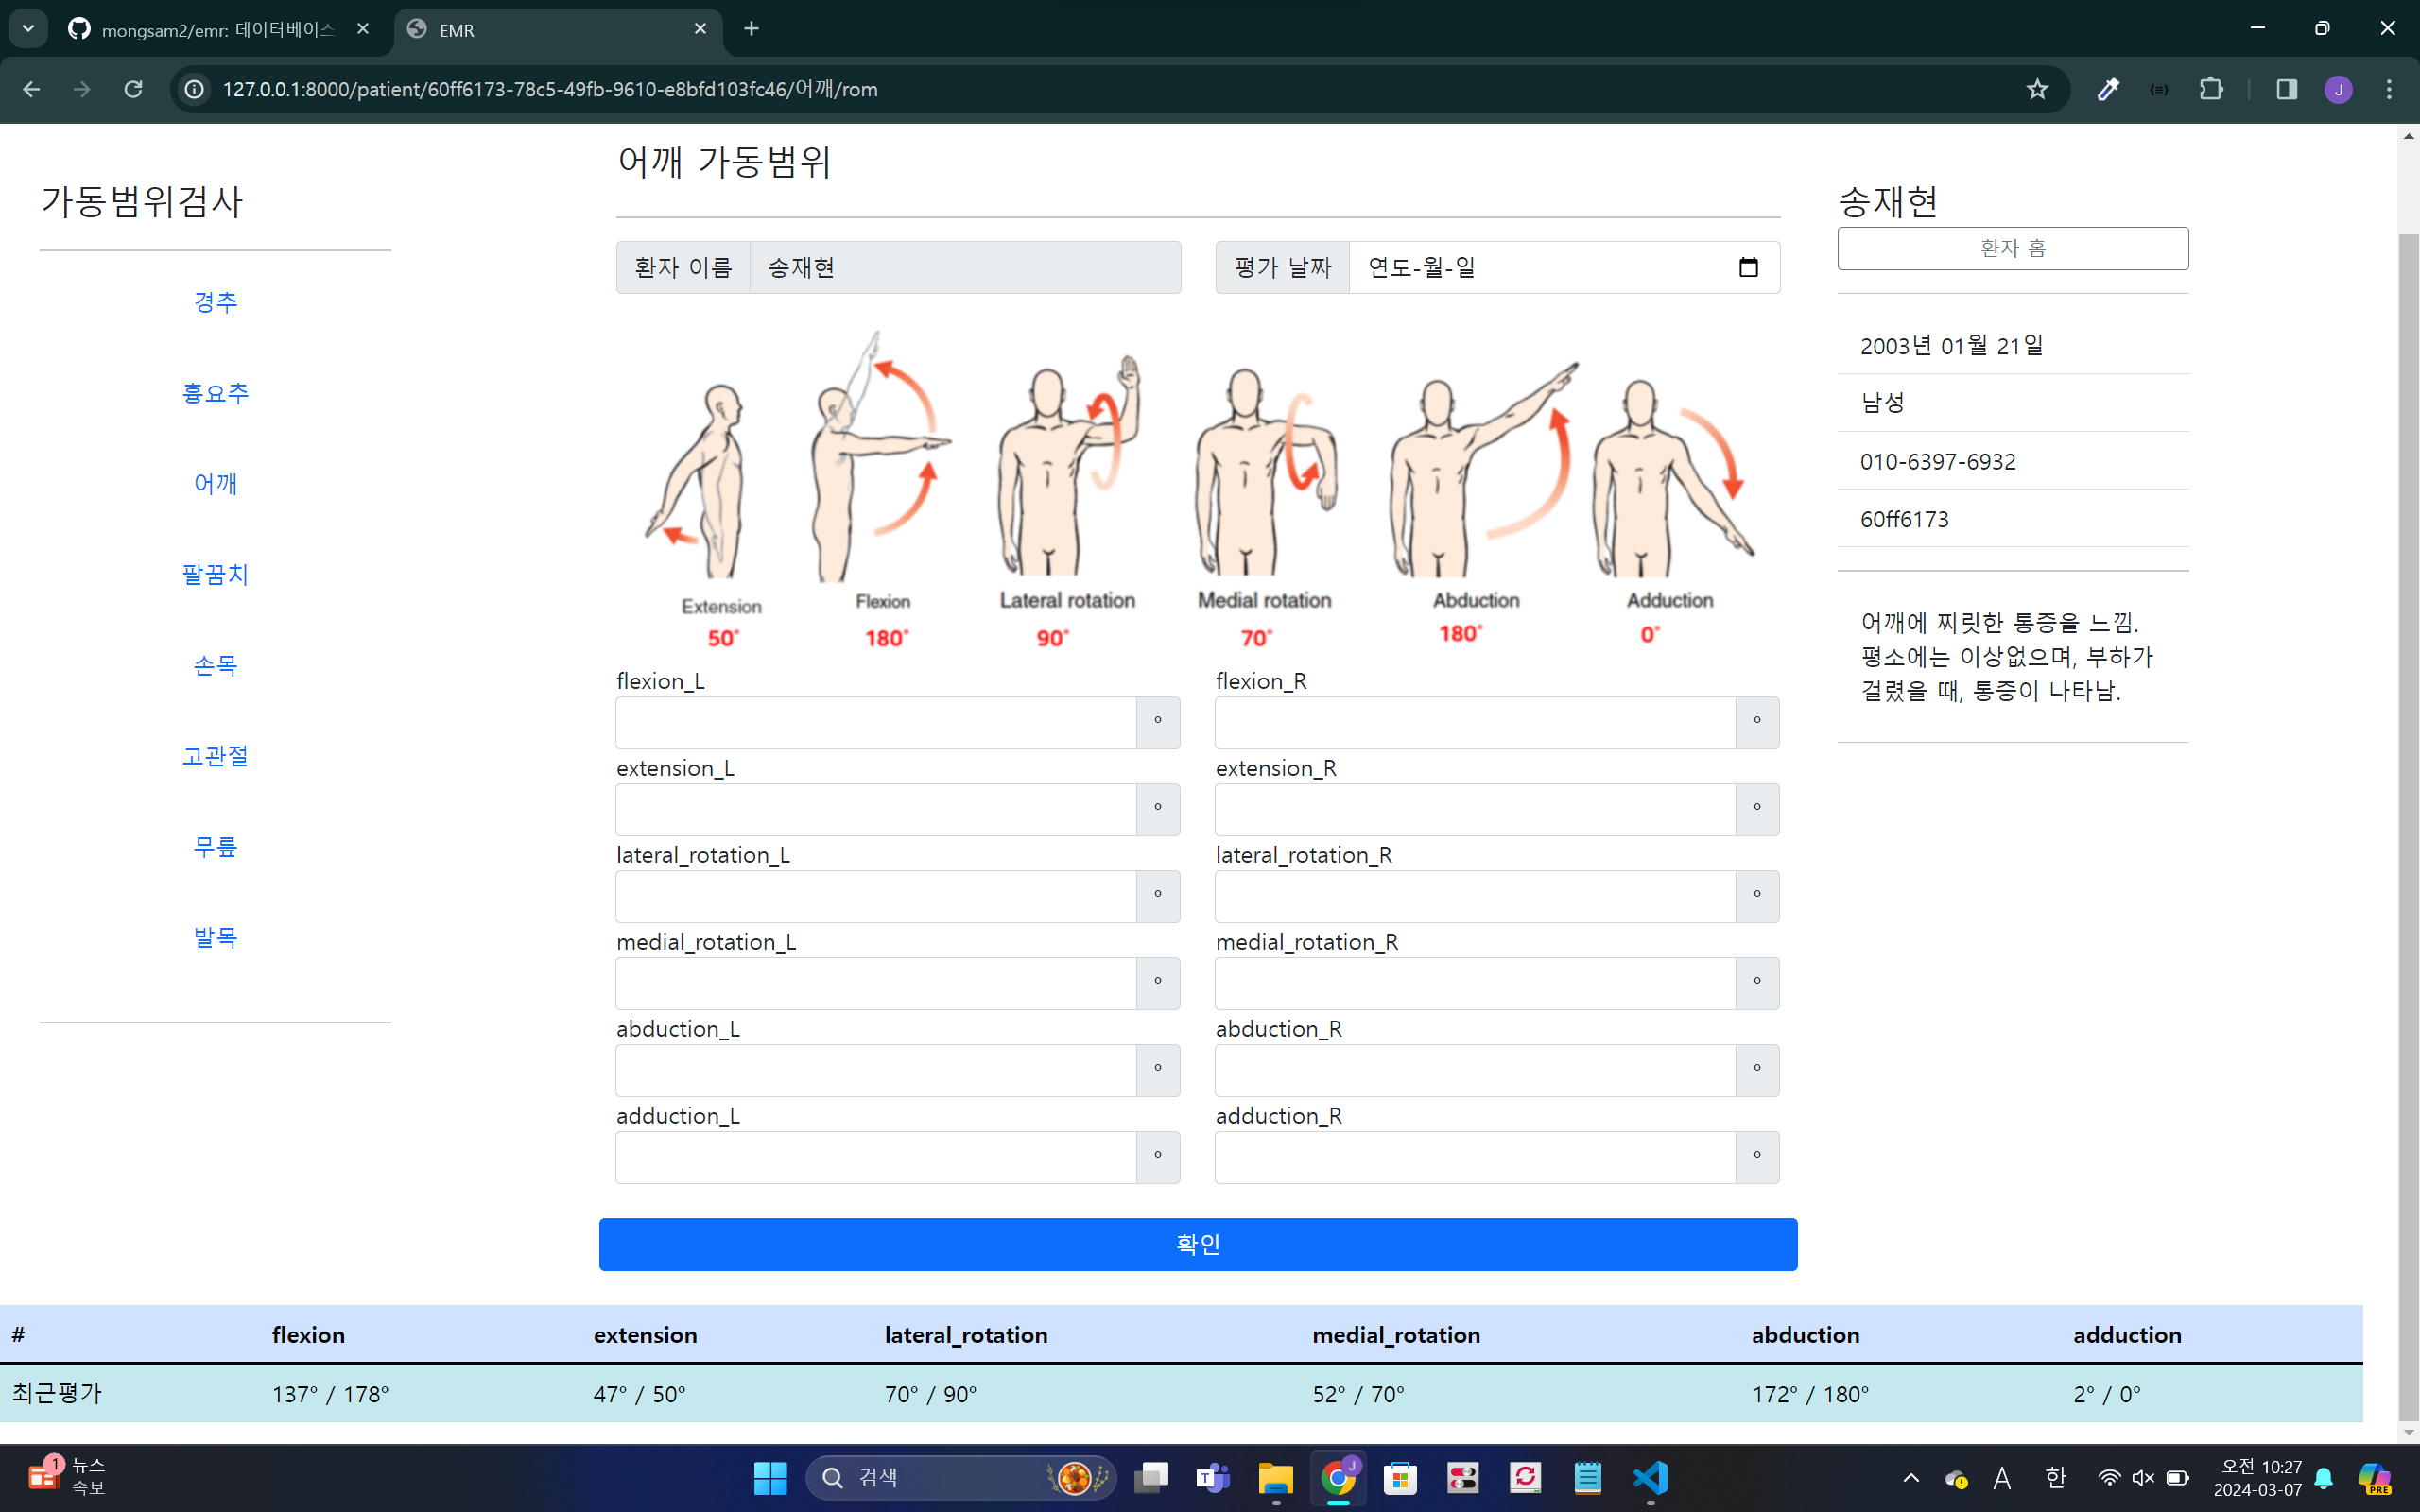 mongsam2/emr: 데이터베이스
EMR
127.0.0.1:8000/patient/60ff6173-78c5-49fb-9610-e8bfd103fc46/어깨/rom
J
가동범위검사
경추
흉요추
어깨
팔꿈치
손목
고관절
무릎
발목
어깨 가동범위
환자 이름 송재현
평가 날짜 연도-월-일
Extension Flexion Lateral rotation Medial rotation Abduction Adduction
50° 180° 90° 70° 180° 0°
flexion_L flexion_R
° °
extension_L extension_R
° °
lateral_rotation_L lateral_rotation_R
° °
medial_rotation_L medial_rotation_R
° °
abduction_L abduction_R
° °
adduction_L adduction_R
° °
확인
송재현
환자 홈
2003년 01월 21일
남성
010-6397-6932
60ff6173
어깨에 찌릿한 통증을 느낌.
평소에는 이상없으며, 부하가
걸렸을 때, 통증이 나타남.
# flexion extension lateral_rotation medial_rotation abduction adduction
최근평가 137° / 178° 47° / 50° 70° / 90° 52° / 70° 172° / 180° 2° / 0°
1
뉴스
속보
검색
T
J
A
한
오전 10:27
2024-03-07
PRE